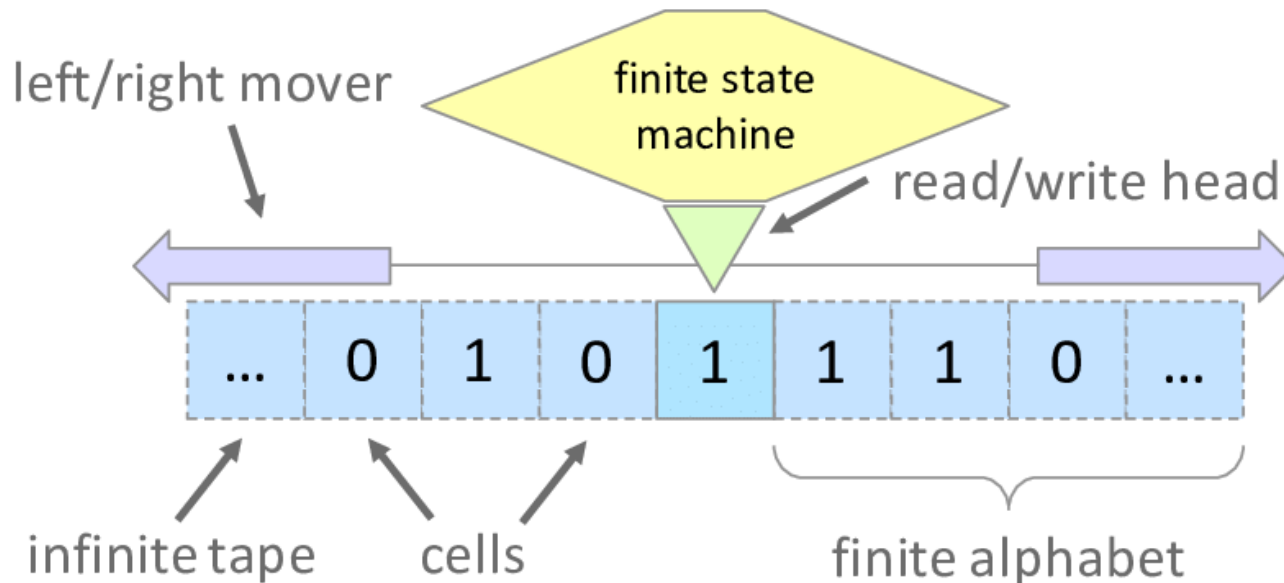 finite state
machine
left/right mover
read/write head
... 0 1 0 1 1 1 0 ...
infinite tape
cells
finite alphabet